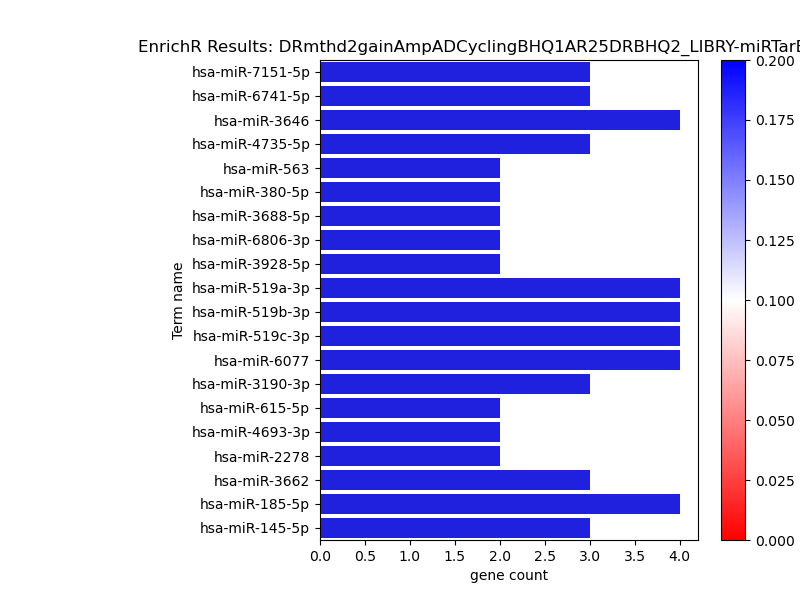 EnrichR Results: DRmthd2gainAmpADCyclingBHQ1AR25DRBHQ2_LIBRY-miRTarB
hsa-miR-7151-5p
hsa-miR-6741-5p
hsa-miR-3646
hsa-miR-4735-5p
hsa-miR-563
hsa-miR-380-5p
hsa-miR-3688-5p
hsa-miR-6806-3p
hsa-miR-3928-5p
hsa-miR-519a-3p
hsa-miR-519b-3p
hsa-miR-519c-3p
hsa-miR-6077
hsa-miR-3190-3p
hsa-miR-615-5p
hsa-miR-4693-3p
hsa-miR-2278
hsa-miR-3662
hsa-miR-185-5p
hsa-miR-145-5p
Term name
0.0 0.5 1.0 1.5 2.0 2.5 3.0 3.5 4.0
gene count
0.200
0.175
0.150
0.125
0.100
0.075
0.050
0.025
0.000